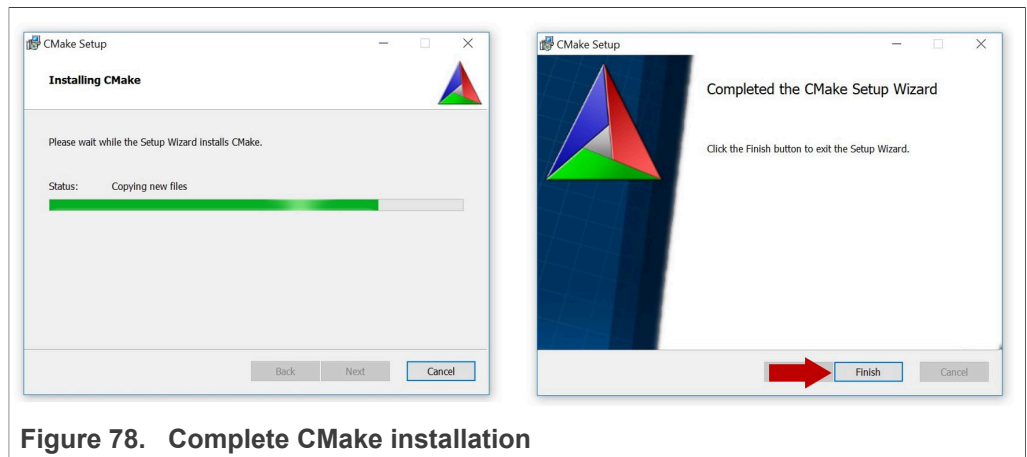 CMake Setup
Installing CMake
Please wait while the Setup Wizard installs CMake.
Status: Copying new files
Back Next Cancel
CMake Setup
Completed the CMake Setup Wizard
Click the Finish button to exit the Setup Wizard.
Finish Cancel
Figure 78. Complete CMake installation